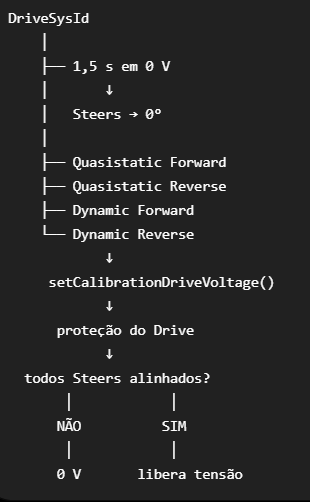 DriveSysId
│
├── 1,5 s em 0 V
│ ↓
│ Steers → 0°
│
├── Quasistatic Forward
├── Quasistatic Reverse
├── Dynamic Forward
└── Dynamic Reverse
↓
setCalibrationDriveVoltage()
↓
proteção do Drive
↓
todos Steers alinhados?
│ │
NÃO SIM
│ │
0 V libera tensão